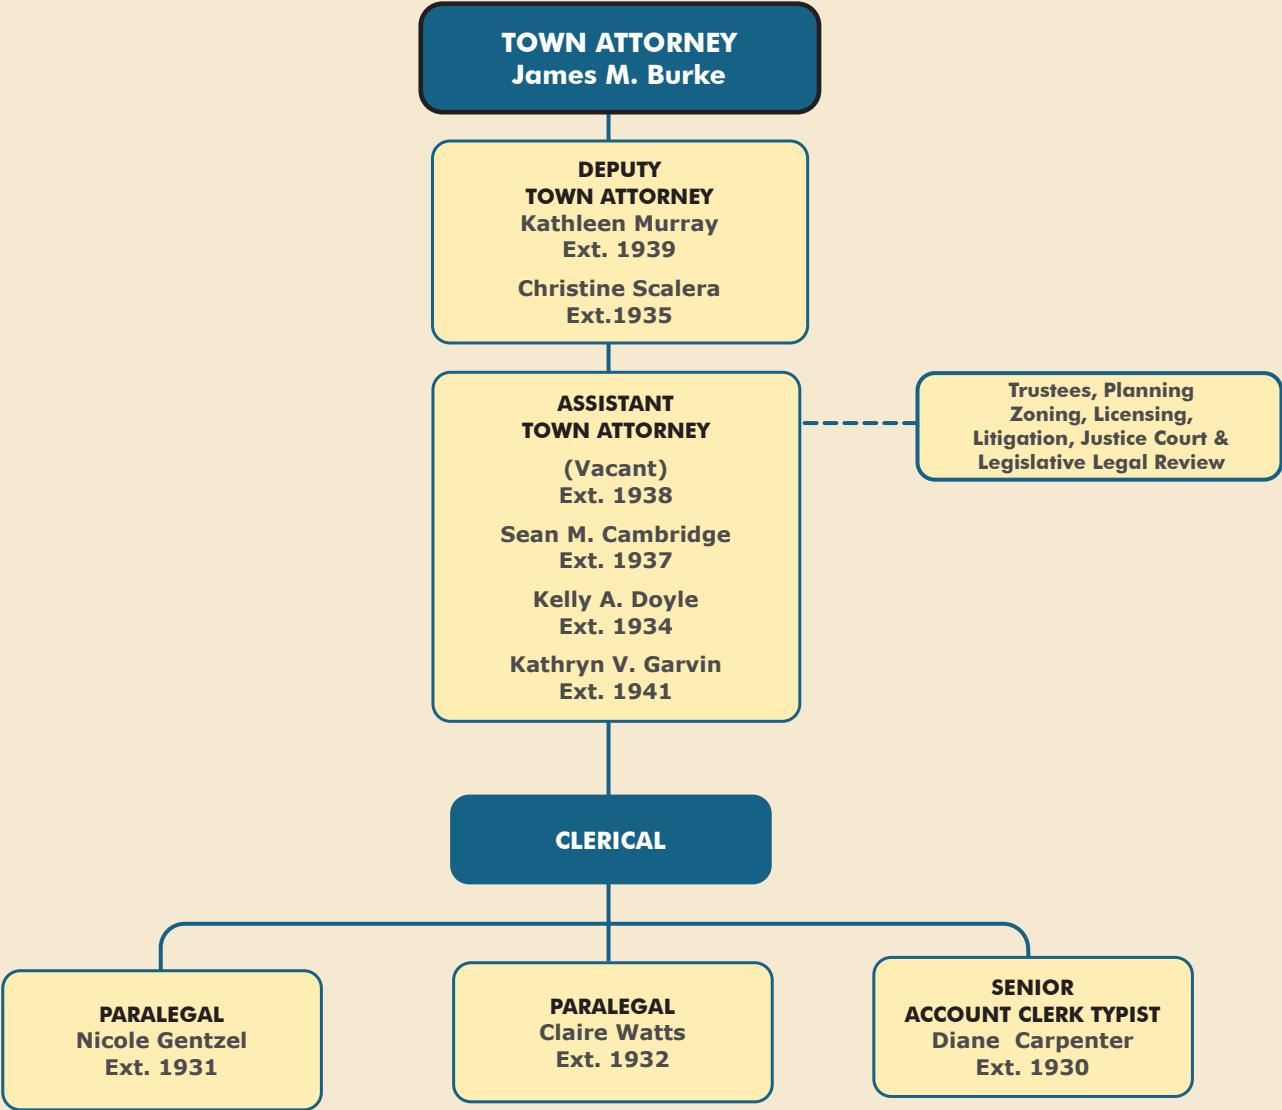 TOWN ATTORNEY
James M. Burke
DEPUTY
TOWN ATTORNEY
Kathleen Murray
Ext. 1939
Christine Scalera
Ext.1935
ASSISTANT
TOWN ATTORNEY
(Vacant)
Ext. 1938
Sean M. Cambridge
Ext. 1937
Kelly A. Doyle
Ext. 1934
Kathryn V. Garvin
Ext. 1941
Trustees, Planning
Zoning, Licensing,
Litigation, Justice Court &
Legislative Legal Review
CLERICAL
PARALEGAL
Nicole Gentzel
Ext. 1931
PARALEGAL
Claire Watts
Ext. 1932
SENIOR
ACCOUNT CLERK TYPIST
Diane  Carpenter
Ext. 1930